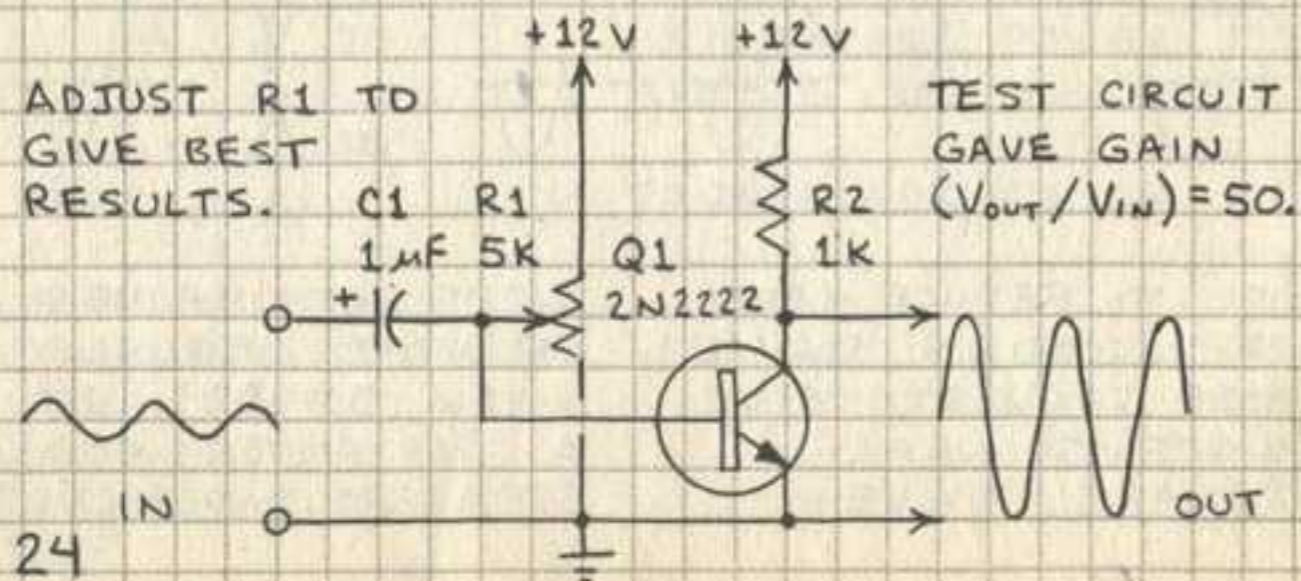 +12V +12V
ADJUST R1 TO
GIVE BEST
RESULTS.
C1 R1
1µF 5K
+
Q1
2N2222
R2
1K
TEST CIRCUIT
GAVE GAIN
(VOUT/VIN)=50.
IN
OUT
24